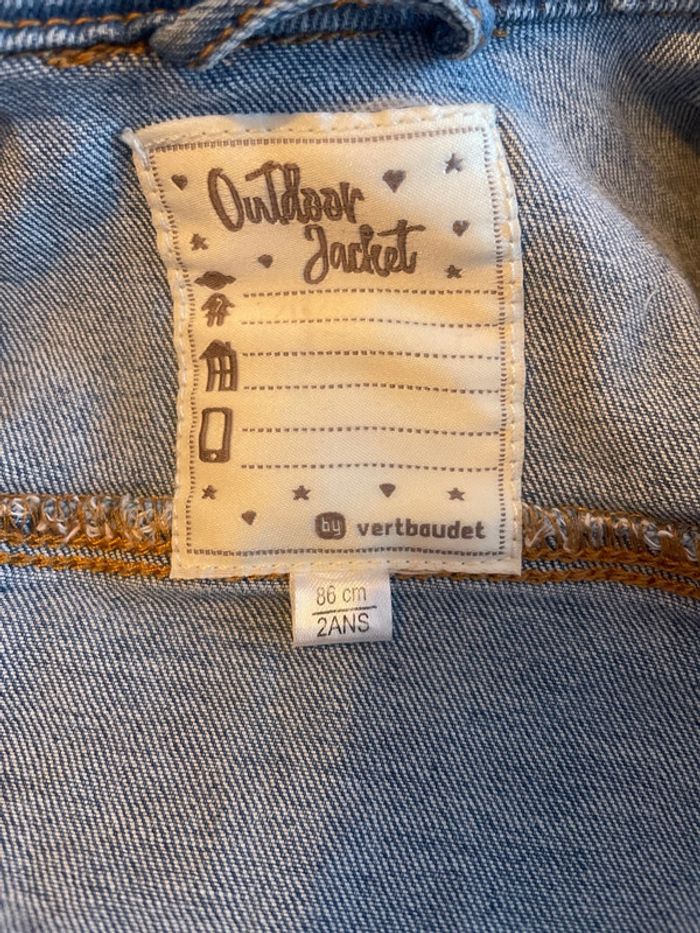 Outdoor
Jacket
by vertbaudet
86 cm
2ANS